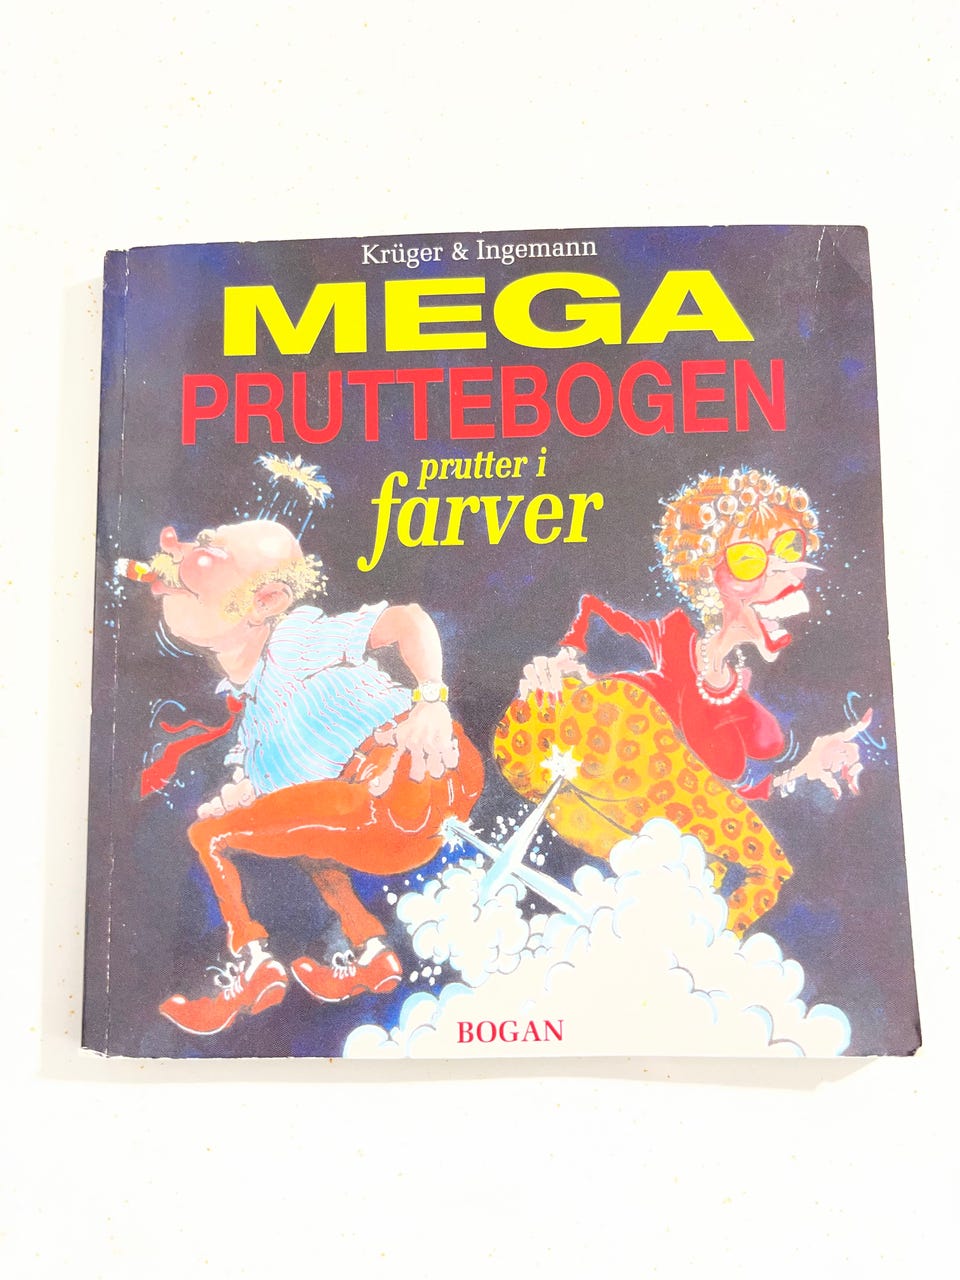 Krüger & Ingemann
MEGA
PRUTTEBOGEN
prutter i
farver
BOGAN